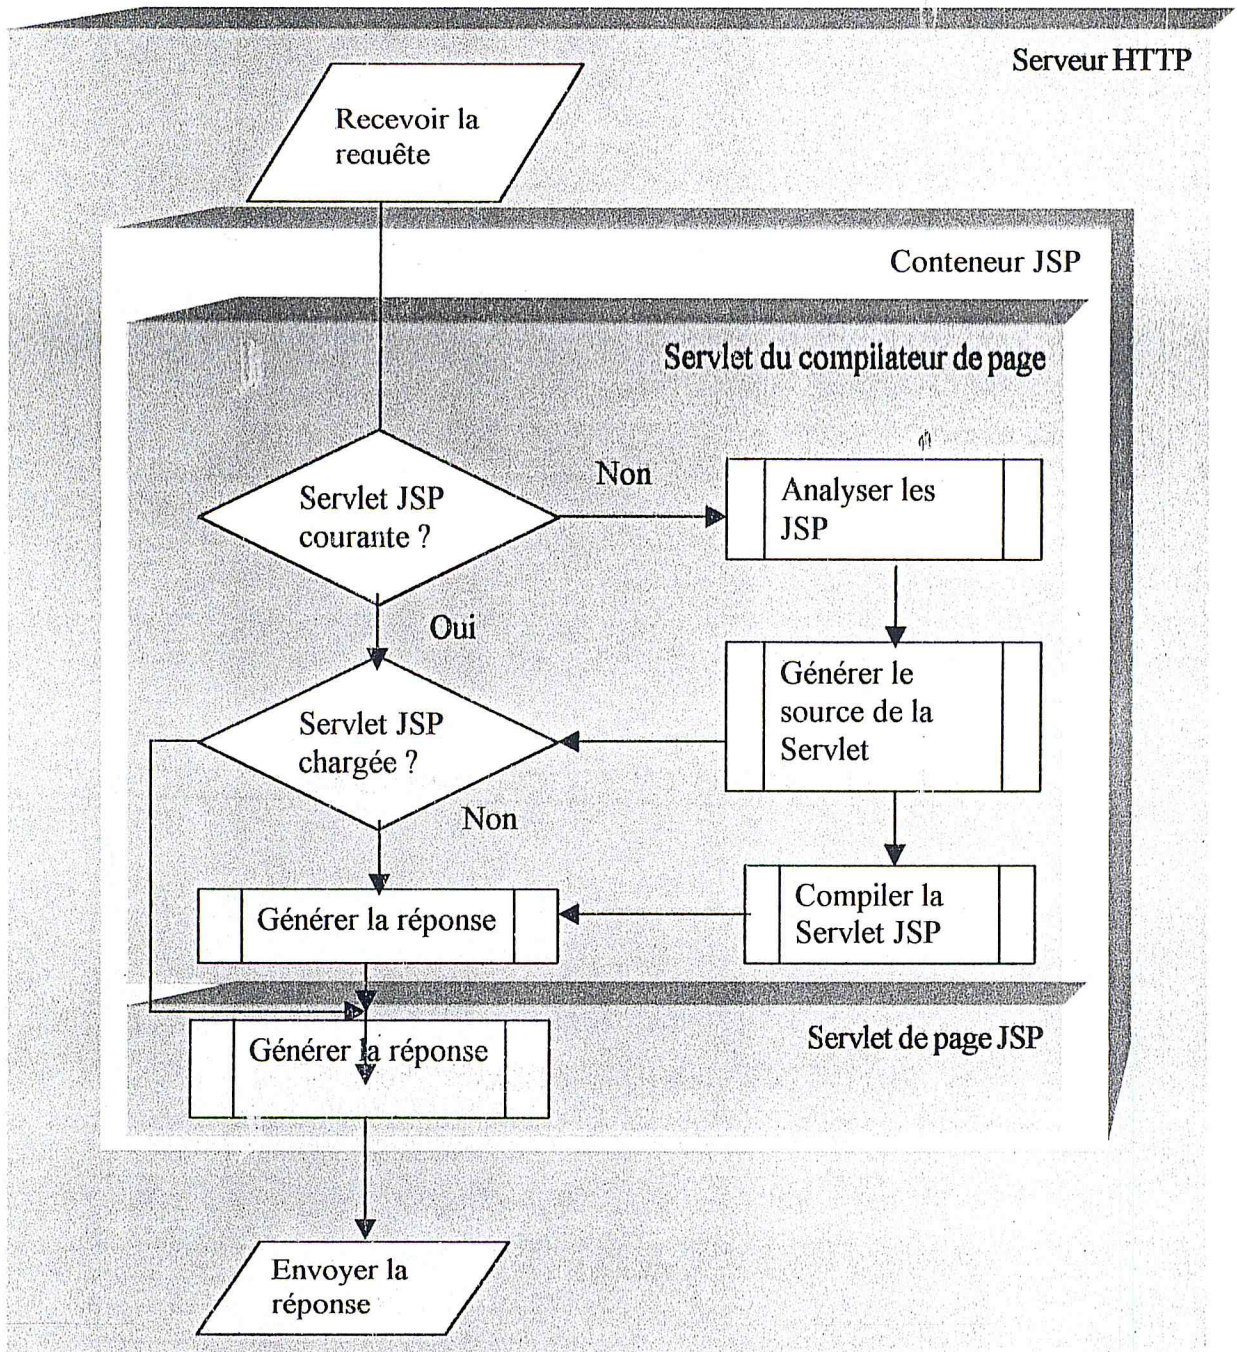 Serveur HTTP
Recevoir la
requête
Conteneur JSP
Servlet du compilateur de page
Non
Servlet JSP
courante ?
Analyser les
JSP
Oui
Générer le
source de la
Servlet
Servlet JSP
chargée ?
Non
Compiler la
Servlet JSP
Générer la réponse
Servlet de page JSP
Générer la réponse
Envoyer la
réponse